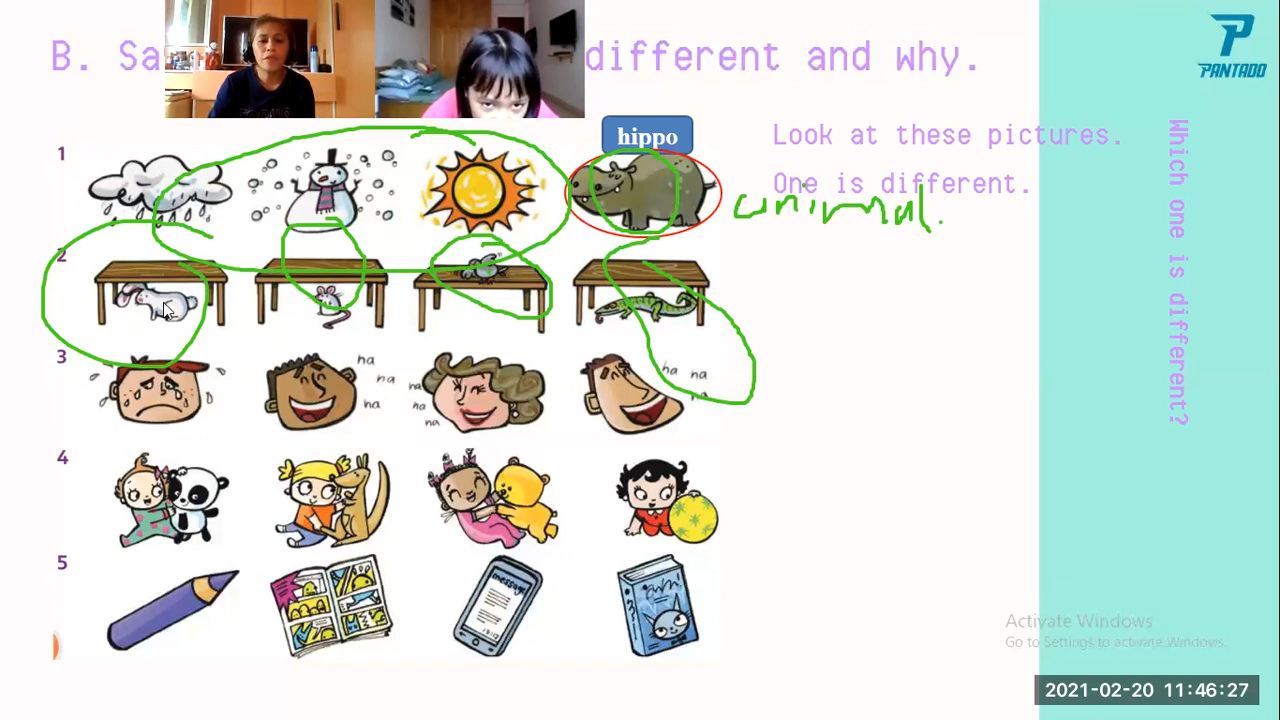 B. Sa different and why.
PANTADO
hippo
Look at these pictures.
One is different.
animal.
Which one is different?
1
2
3
ha
ha
na
na
ha
na
ha
ha
na
4
5
message
Activate Windows
Go to Settings to activate Windows.
2021-02-20 11:46:27